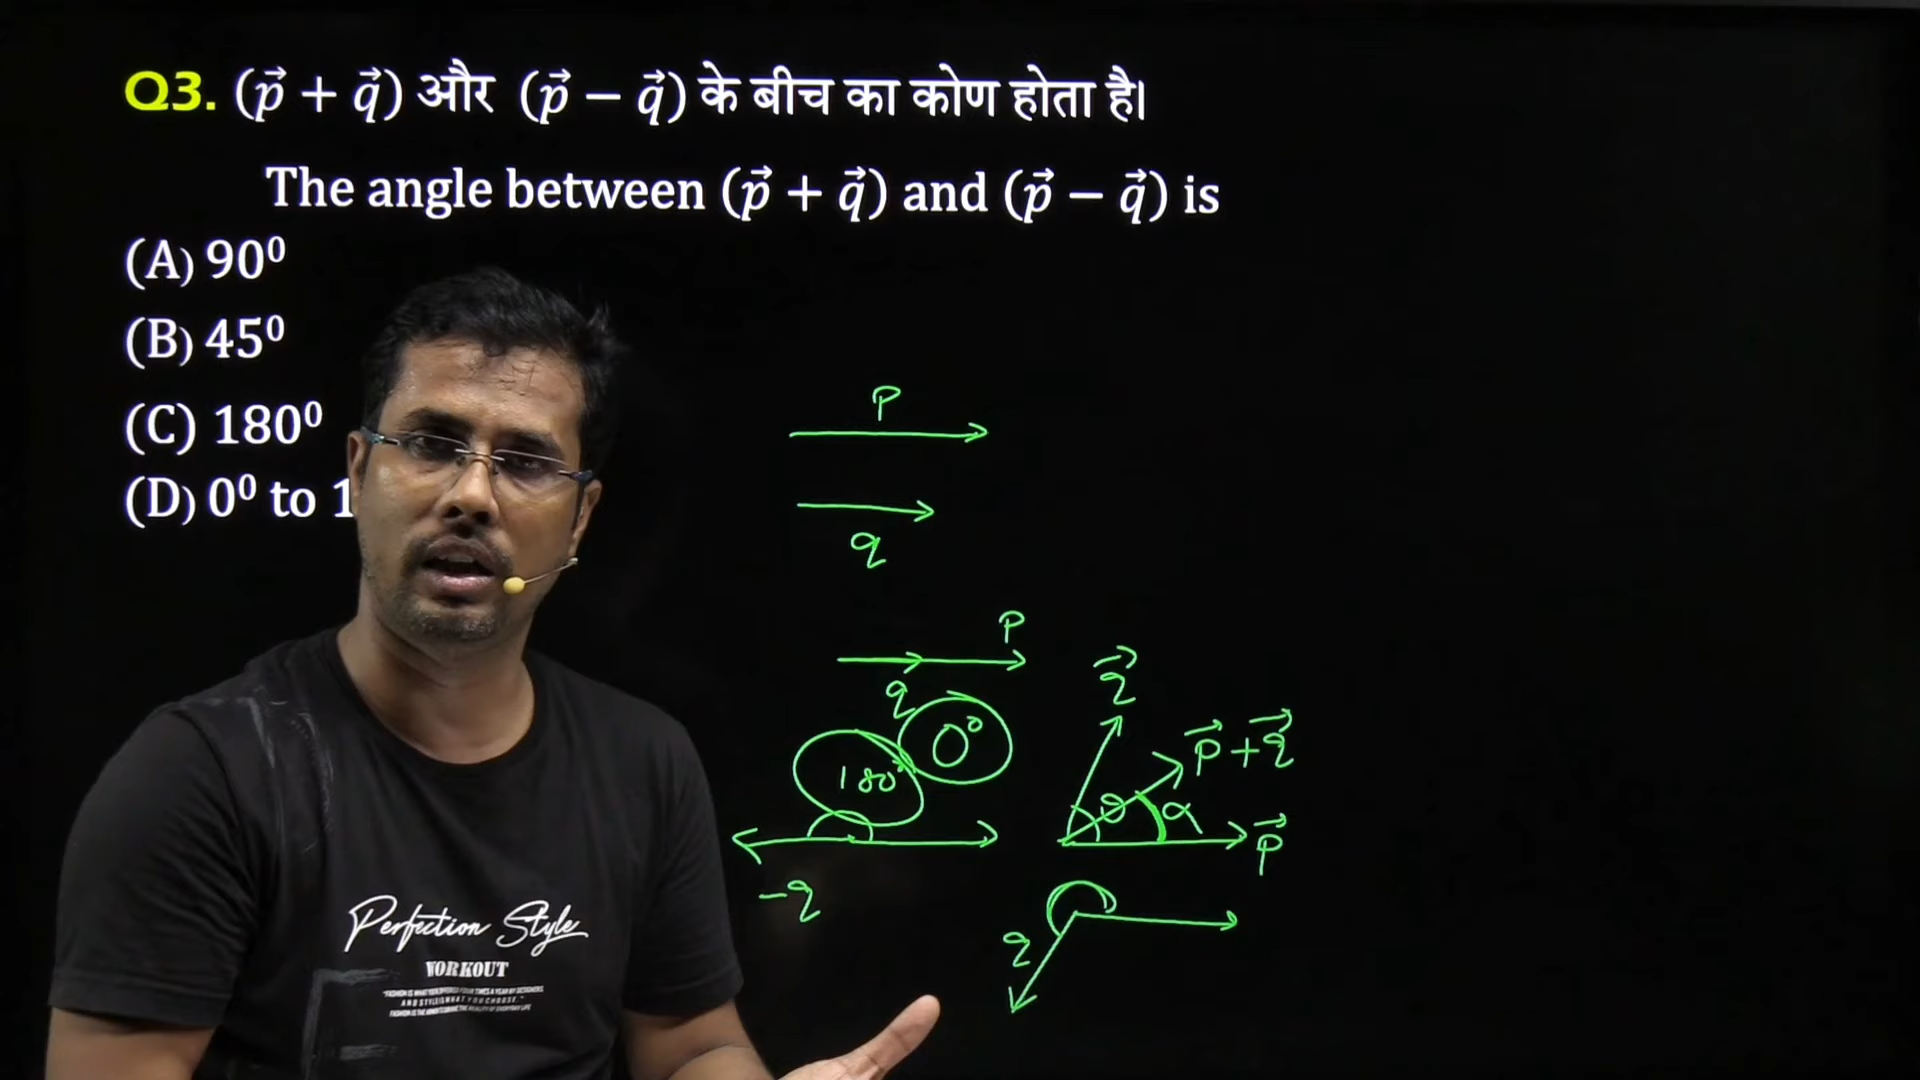 Q3. (p⃗ + q⃗) और (p⃗ − q⃗) के बीच का कोण होता है।
The angle between (p⃗ + q⃗) and (p⃗ − q⃗) is
(A) 90⁰
(B) 45⁰
(C) 180⁰
(D) 0⁰ to 1
P
q
P
q
0°
180°
-q
q⃗
p⃗+q⃗
θ
α
p⃗
q
Perfection Style
WORKOUT